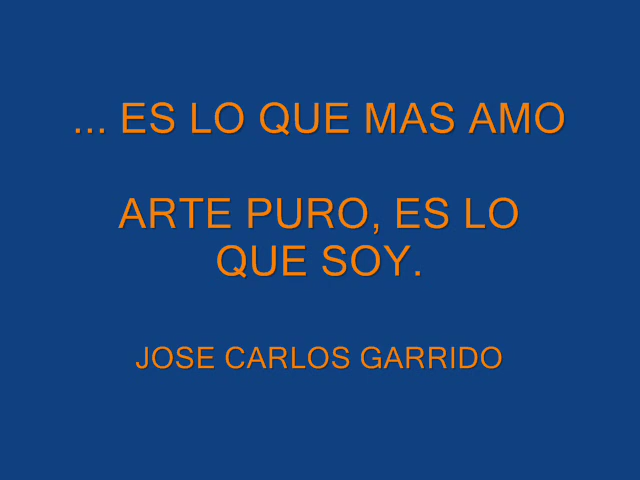 ... ES LO QUE MAS AMO
ARTE PURO, ES LO
QUE SOY.
JOSE CARLOS GARRIDO